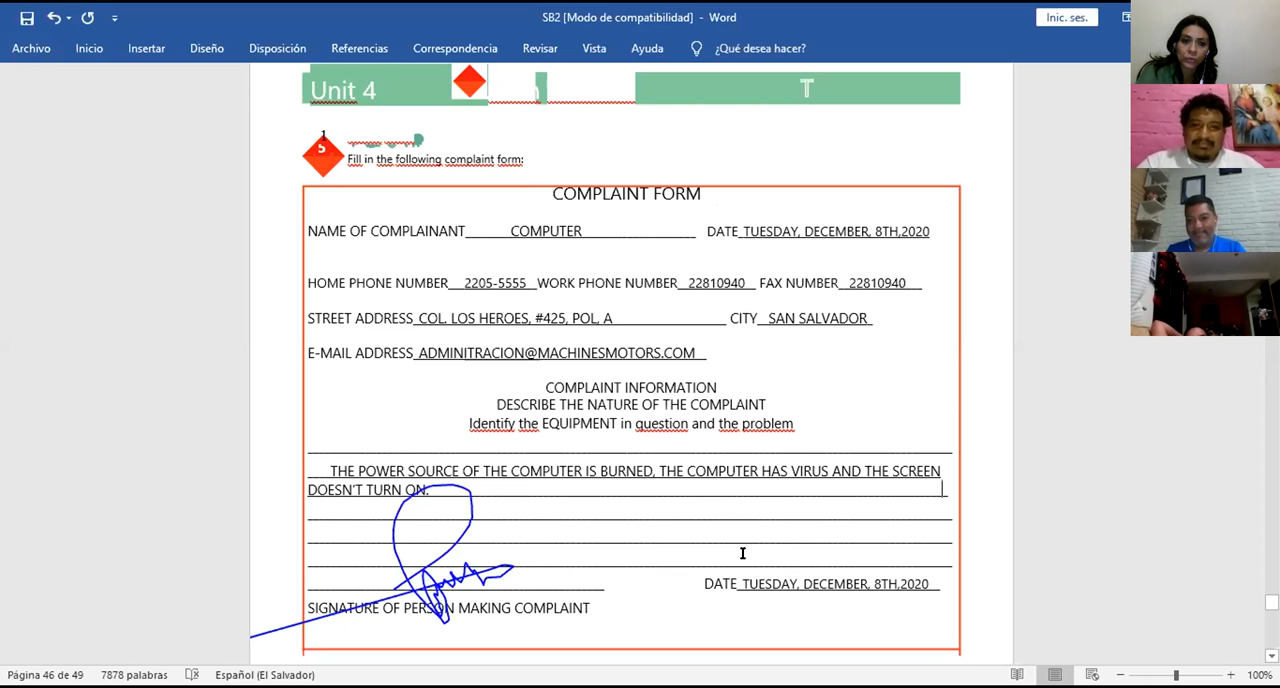 SB2 [Modo de compatibilidad] - Word
Inic. ses.
Archivo Inicio Insertar Diseño Disposición Referencias Correspondencia Revisar Vista Ayuda ¿Qué desea hacer?
Unit 4
T
1
S
Fill in the following complaint form:
COMPLAINT FORM
NAME OF COMPLAINANT COMPUTER DATE TUESDAY, DECEMBER, 8TH,2020
HOME PHONE NUMBER 2205-5555 WORK PHONE NUMBER 22810940 FAX NUMBER 22810940
STREET ADDRESS COL. LOS HEROES, #425, POL, A CITY SAN SALVADOR
E-MAIL ADDRESS ADMINITRACION@MACHINESMOTORS.COM
COMPLAINT INFORMATION
DESCRIBE THE NATURE OF THE COMPLAINT
Identify the EQUIPMENT in question and the problem
THE POWER SOURCE OF THE COMPUTER IS BURNED, THE COMPUTER HAS VIRUS AND THE SCREEN
DOESN'T TURN ON.
DATE TUESDAY, DECEMBER, 8TH,2020
SIGNATURE OF PERSON MAKING COMPLAINT
Página 46 de 49 7878 palabras Español (El Salvador) 100%